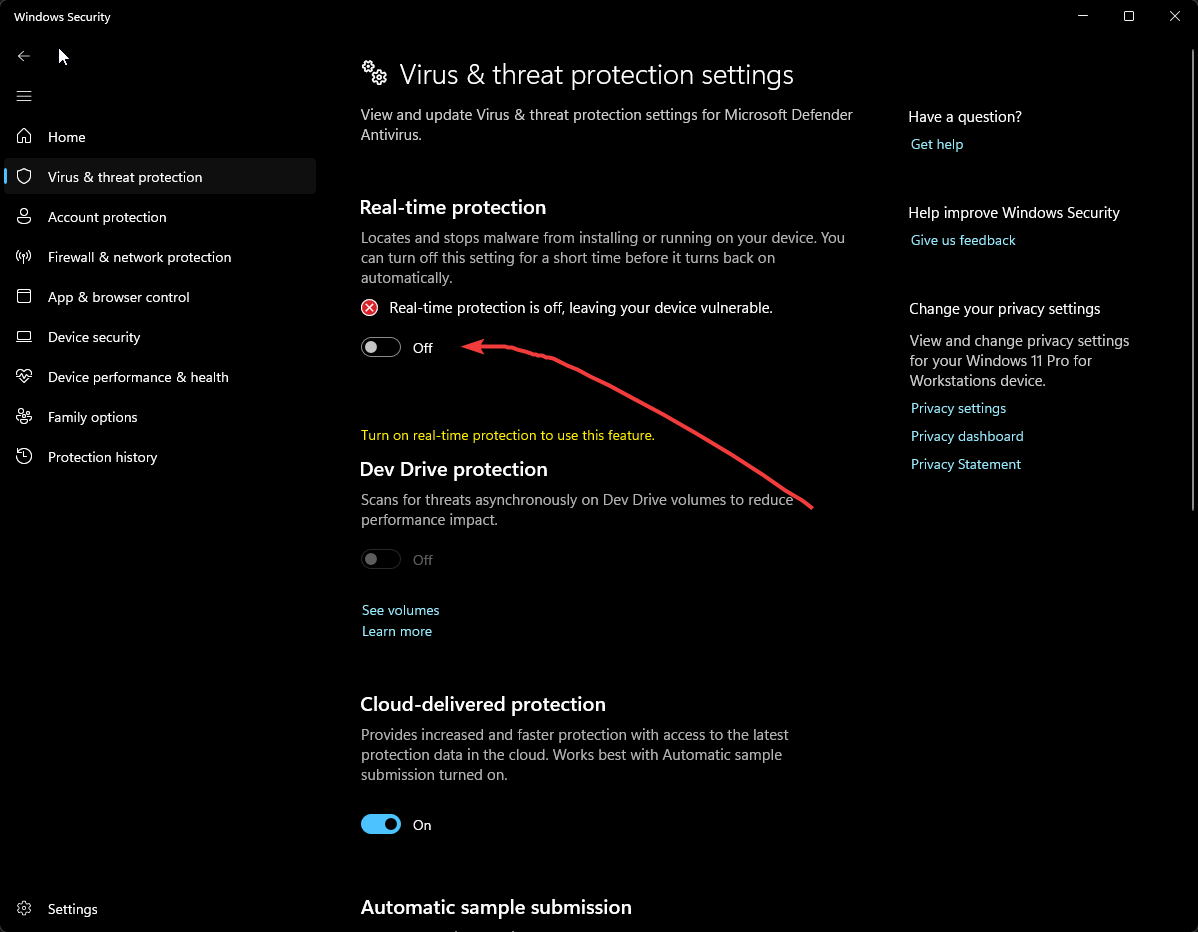 Windows Security
Home
Virus & threat protection
Account protection
Firewall & network protection
App & browser control
Device security
Device performance & health
Family options
Protection history
Settings
Virus & threat protection settings
View and update Virus & threat protection settings for Microsoft Defender
Antivirus.
Real-time protection
Locates and stops malware from installing or running on your device. You
can turn off this setting for a short time before it turns back on
automatically.
Real-time protection is off, leaving your device vulnerable.
Off
Turn on real-time protection to use this feature.
Dev Drive protection
Scans for threats asynchronously on Dev Drive volumes to reduce
performance impact.
Off
See volumes
Learn more
Cloud-delivered protection
Provides increased and faster protection with access to the latest
protection data in the cloud. Works best with Automatic sample
submission turned on.
On
Automatic sample submission
Have a question?
Get help
Help improve Windows Security
Give us feedback
Change your privacy settings
View and change privacy settings
for your Windows 11 Pro for
Workstations device.
Privacy settings
Privacy dashboard
Privacy Statement